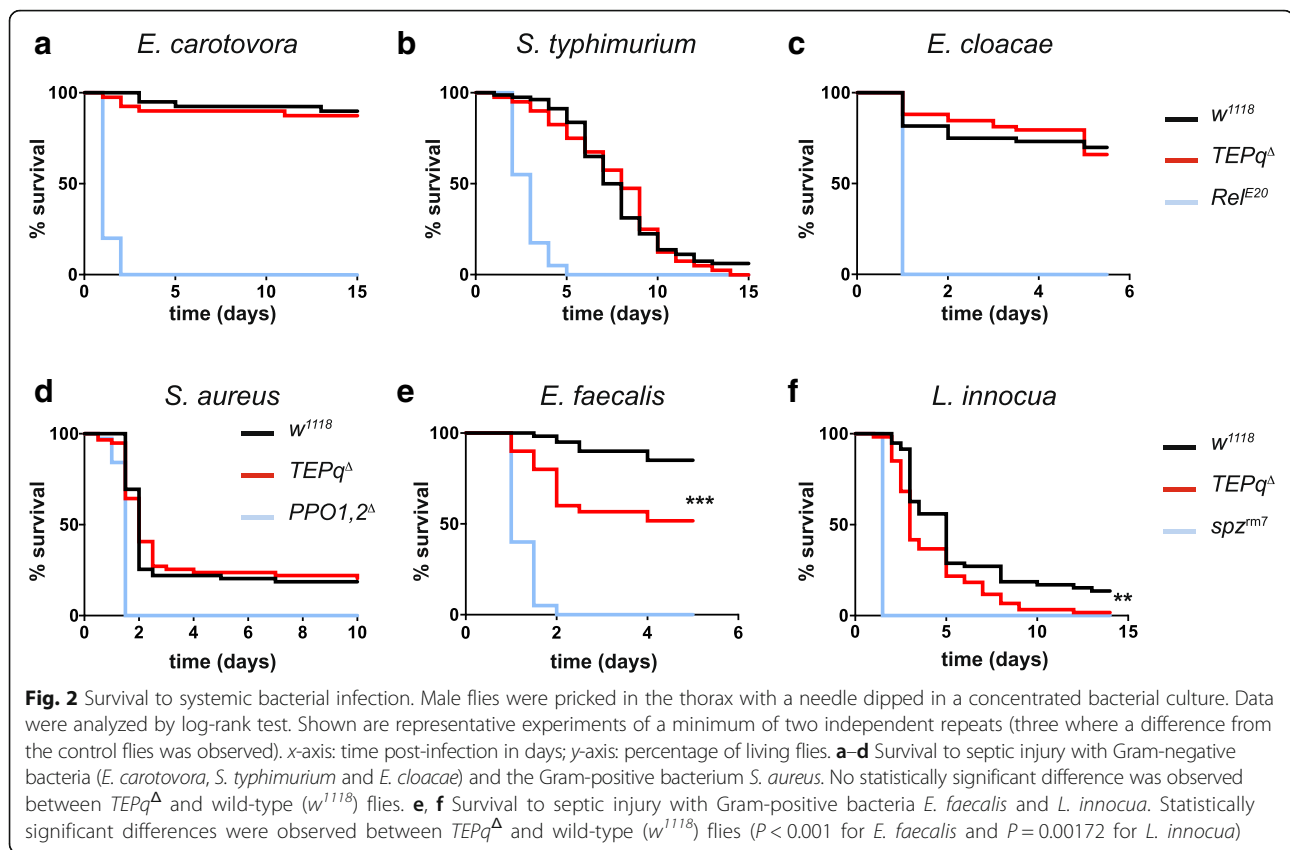 a E. carotovora
b S. typhimurium
c E. cloacae
% survival
100
50
0
0 5 10 15
time (days)
% survival
100
50
0
0 5 10 15
time (days)
% survival
100
50
0
0 2 4 6
time (days)
w1118
TEPqΔ
RelE20
d S. aureus
% survival
100
50
0
0 2 4 6 8 10
time (days)
w1118
TEPqΔ
PPO1,2Δ
e E. faecalis
% survival
100
50
0
0 2 4 6
time (days)
***
f L. innocua
% survival
100
50
0
0 5 10 15
time (days)
**
w1118
TEPqΔ
spzrm7
Fig. 2 Survival to systemic bacterial infection. Male flies were pricked in the thorax with a needle dipped in a concentrated bacterial culture. Data
were analyzed by log-rank test. Shown are representative experiments of a minimum of two independent repeats (three where a difference from
the control flies was observed). x-axis: time post-infection in days; y-axis: percentage of living flies. a–d Survival to septic injury with Gram-negative
bacteria (E. carotovora, S. typhimurium and E. cloacae) and the Gram-positive bacterium S. aureus. No statistically significant difference was observed
between TEPqΔ and wild-type (w1118) flies. e, f Survival to septic injury with Gram-positive bacteria E. faecalis and L. innocua. Statistically
significant differences were observed between TEPqΔ and wild-type (w1118) flies (P < 0.001 for E. faecalis and P = 0.00172 for L. innocua)